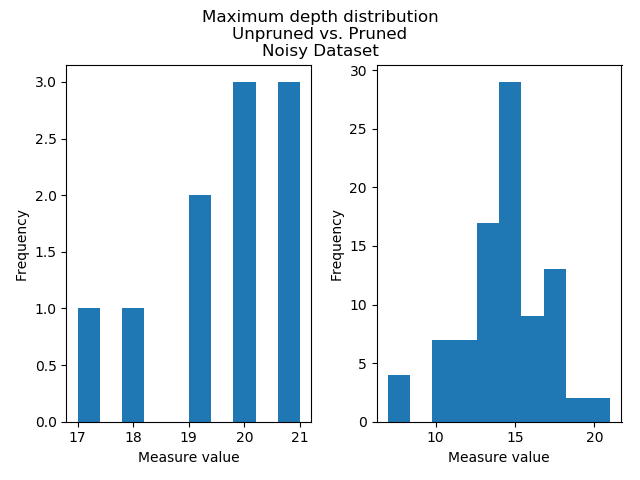 Maximum depth distribution
Unpruned vs. Pruned
Noisy Dataset
Frequency
3.0
2.5
2.0
1.5
1.0
0.5
0.0
17 18 19 20 21
Measure value
Frequency
30
25
20
15
10
5
0
10 15 20
Measure value